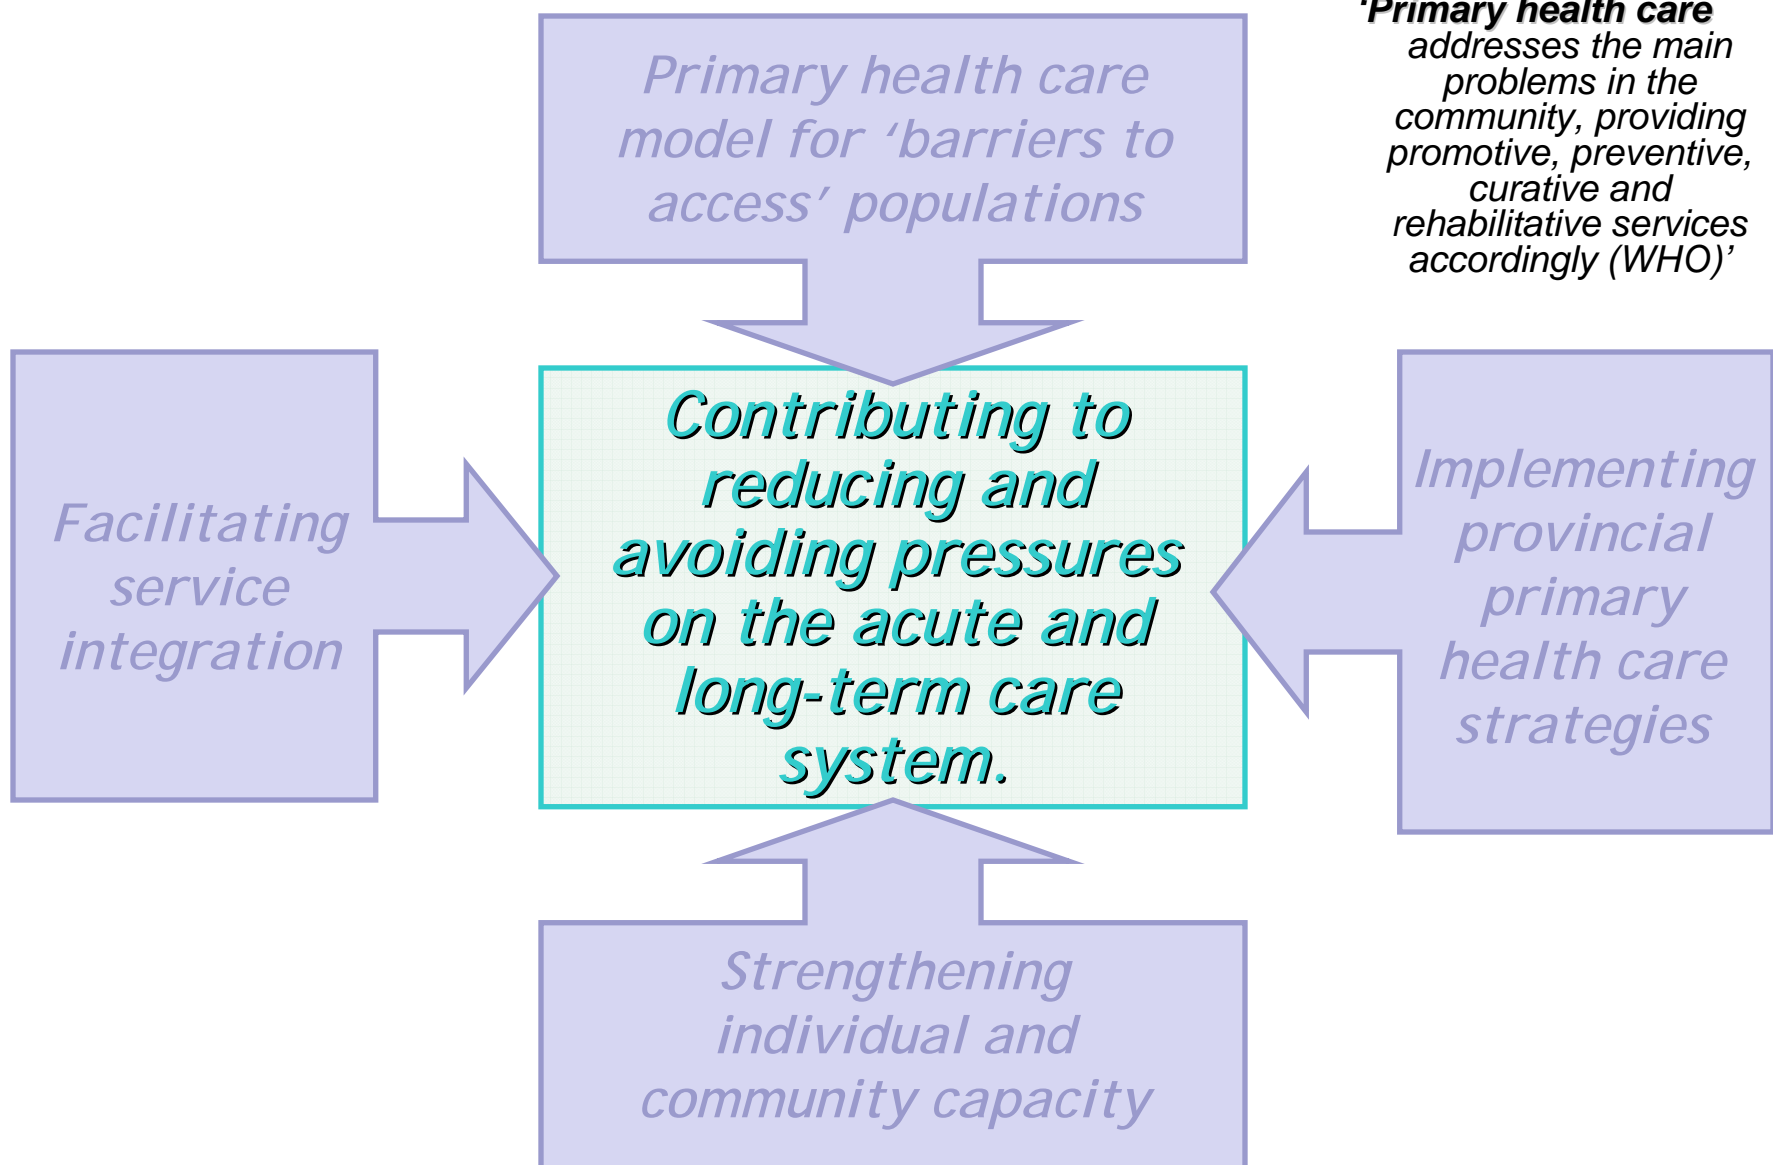 Primary health care
model for ‘barriers to
access’ populations
‘Primary health care
addresses the main
problems in the
community, providing
promotive, preventive,
curative and
rehabilitative services
accordingly (WHO)’
Facilitating
service
integration
Contributing to
reducing and
avoiding pressures
on the acute and
long-term care
system.
Implementing
provincial
primary
health care
strategies
Strengthening
individual and
community capacity